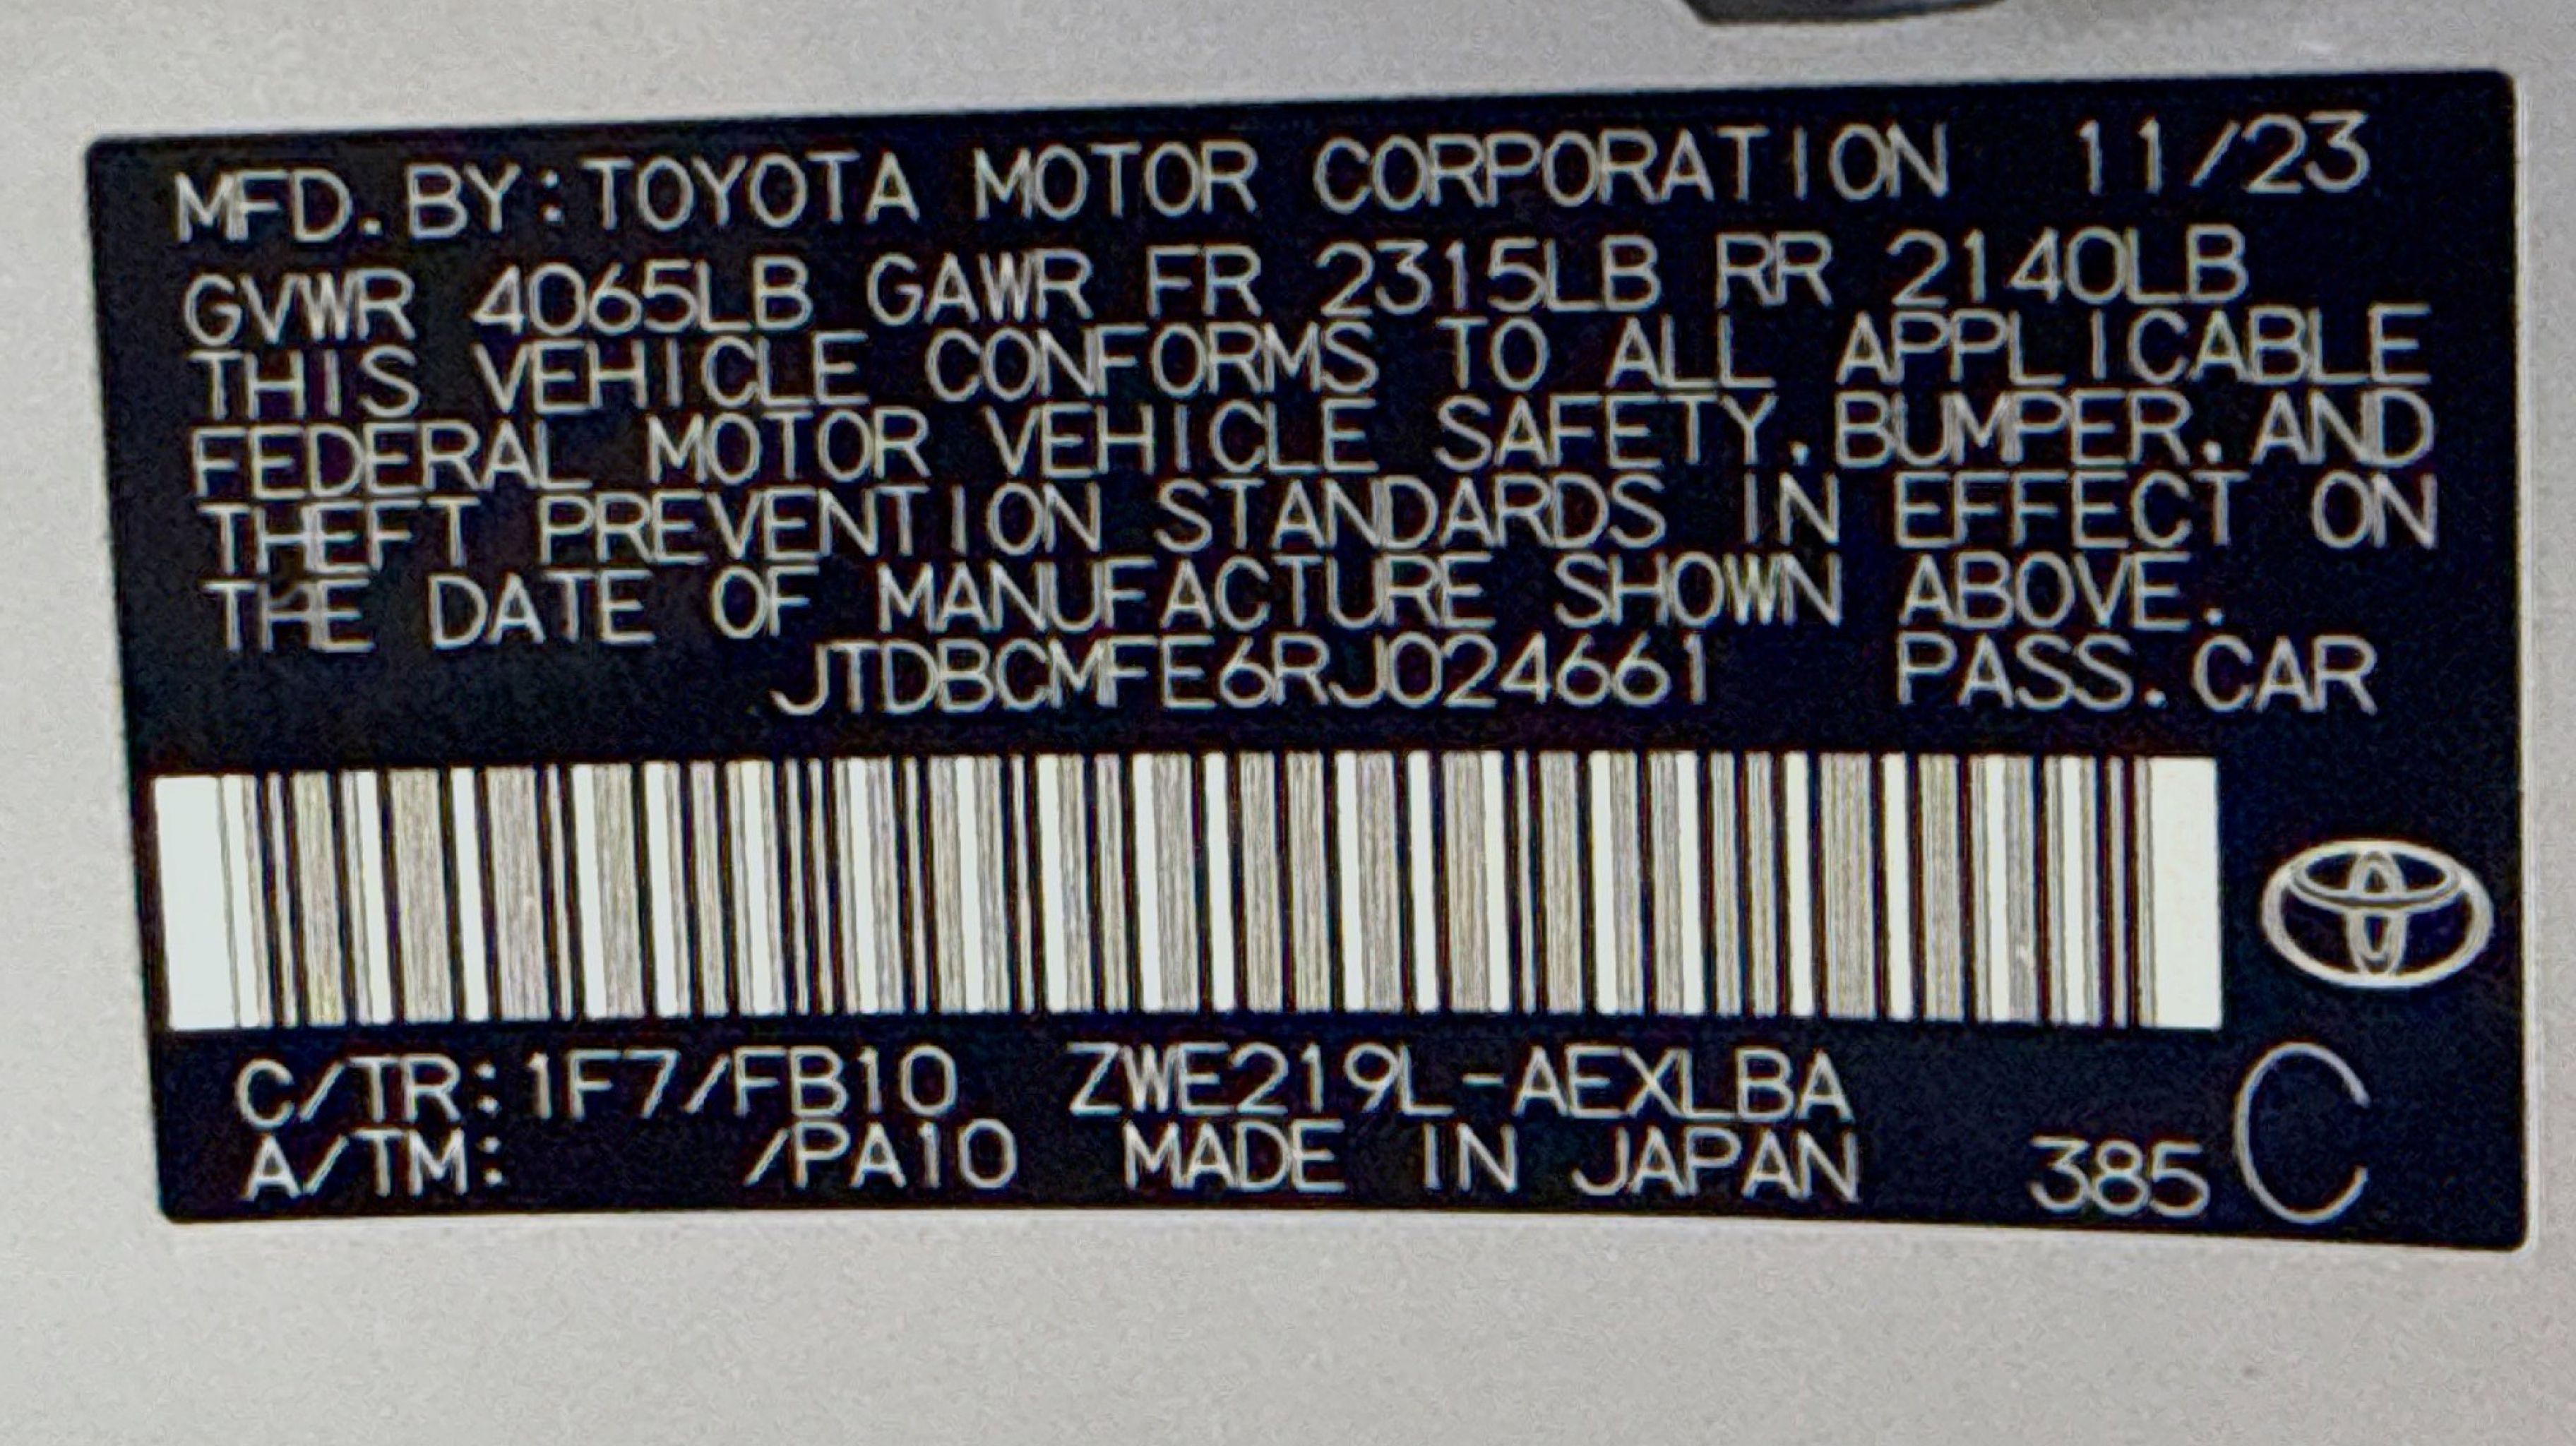 MFD.BY:TOYOTA MOTOR CORPORATION 11/23
GVWR 4065LB GAWR FR 2315LB RR 2140LB
THIS VEHICLE CONFORMS TO ALL APPLICABLE
FEDERAL MOTOR VEHICLE SAFETY,BUMPER,AND
THEFT PREVENTION STANDARDS IN EFFECT ON
THE DATE OF MANUFACTURE SHOWN ABOVE.
JTDBCMFE6RJ024661 PASS.CAR
C/TR:1F7/FB10 ZWE219L-AEXLBA
A/TM: /PA10 MADE IN JAPAN 385 C